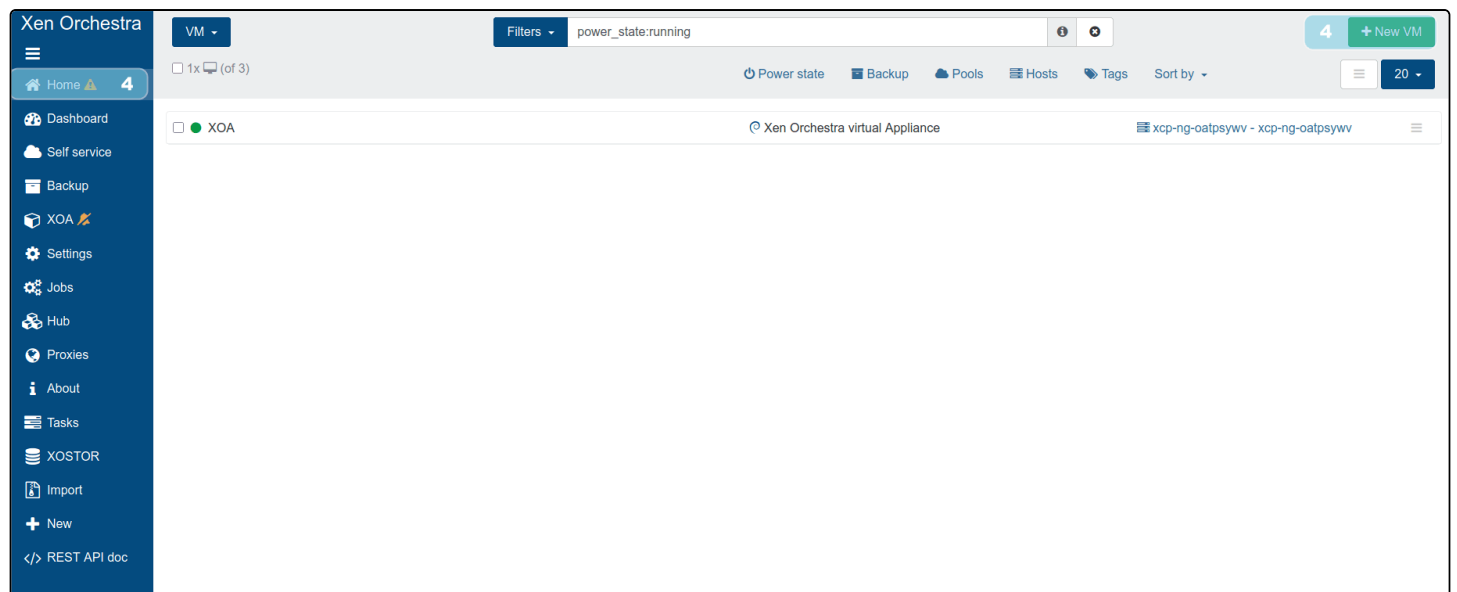 Xen Orchestra
VM
Filters
power_state:running
4
+ New VM
Home
4
1x (of 3)
Power state
Backup
Pools
Hosts
Tags
Sort by
20
Dashboard
XOA
Xen Orchestra virtual Appliance
xcp-ng-oatpsywv - xcp-ng-oatpsywv
Self service
Backup
XOA
Settings
Jobs
Hub
Proxies
About
Tasks
XOSTOR
Import
New
REST API doc